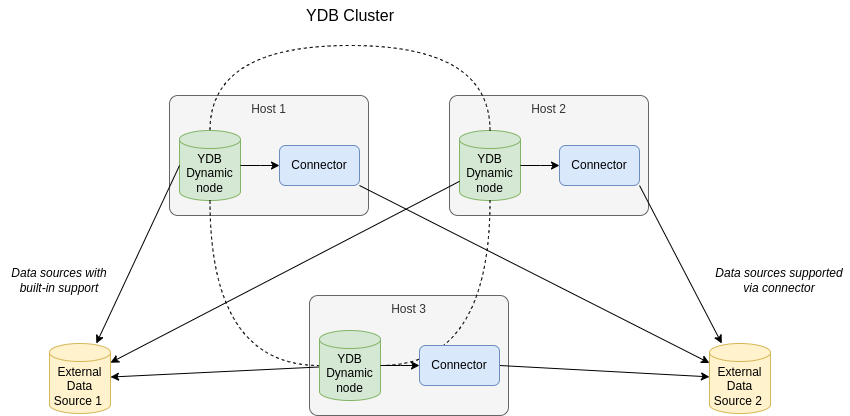 YDB Cluster
Host 1
Host 2
YDB
Dynamic
node
Connector
YDB
Dynamic
node
Connector
Data sources with
built-in support
Data sources supported
via connector
Host 3
YDB
Dynamic
node
Connector
External
Data
Source 1
External
Data
Source 2